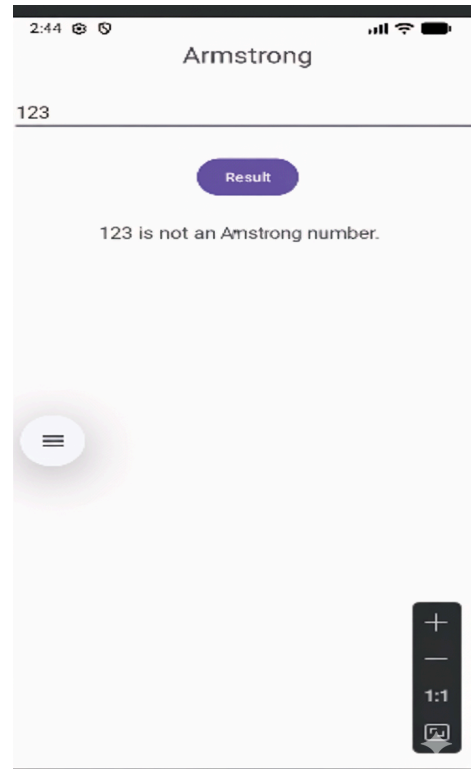 2:44
Armstrong
123
Result
123 is not an Amstrong number.
1:1